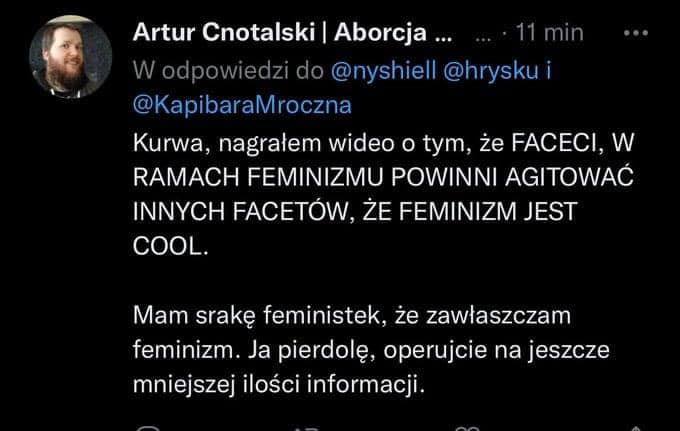 Artur Cnotalski | Aborcja ... ... · 11 min
W odpowiedzi do @nyshiell @hrysku i
@KapibaraMroczna
Kurwa, nagrałem wideo o tym, że FACECI, W
RAMACH FEMINIZMU POWINNI AGITOWAĆ
INNYCH FACETÓW, ŻE FEMINIZM JEST
COOL.
Mam srakę feministek, że zawłaszczam
feminizm. Ja pierdolę, operujcie na jeszcze
mniejszej ilości informacji.